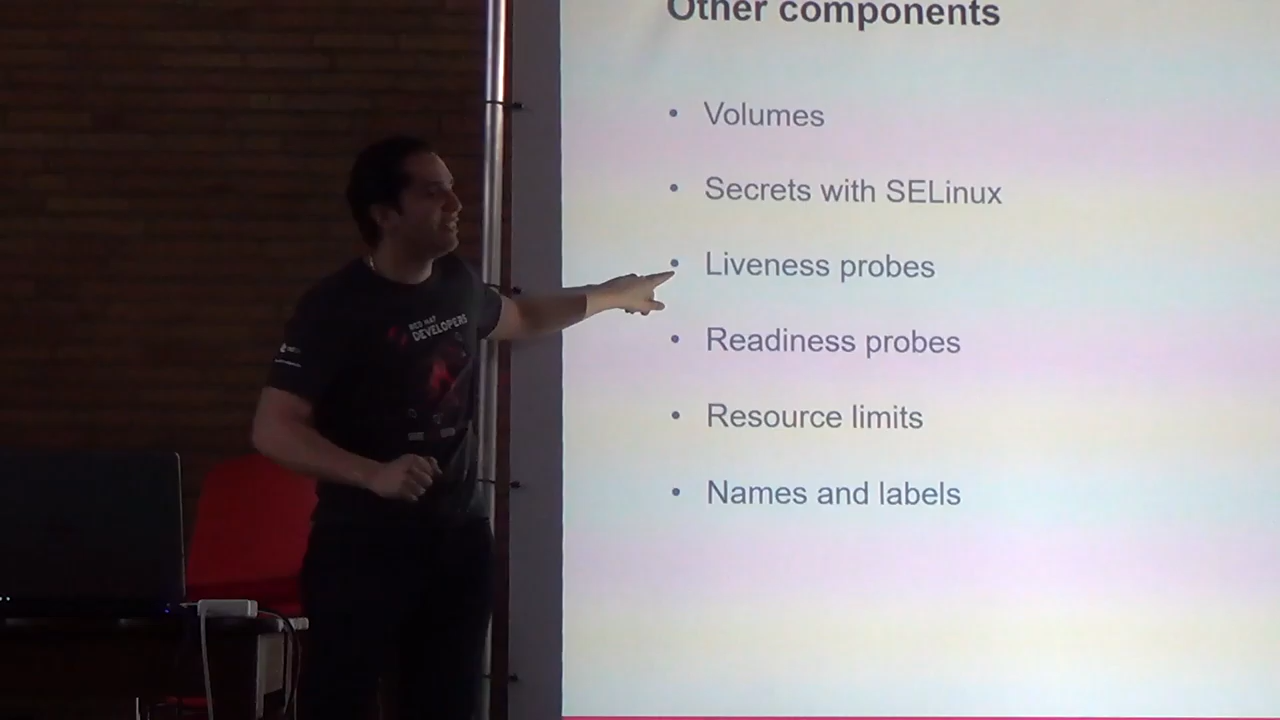 Other components
• Volumes
• Secrets with SELinux
• Liveness probes
• Readiness probes
• Resource limits
• Names and labels
RED HAT
DEVELOPERS